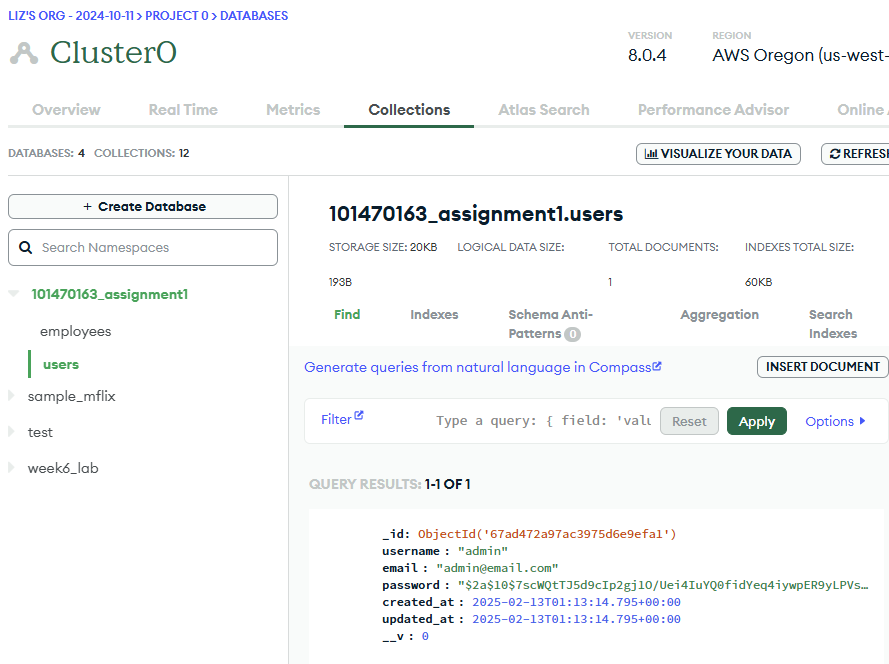 LIZ'S ORG - 2024-10-11 > PROJECT 0 > DATABASES
Cluster0
VERSION
8.0.4
REGION
AWS Oregon (us-west-
Overview Real Time Metrics Collections Atlas Search Performance Advisor Online
DATABASES: 4 COLLECTIONS: 12
VISUALIZE YOUR DATA
REFRESH
+ Create Database
Search Namespaces
101470163_assignment1
employees
users
sample_mflix
test
week6_lab
101470163_assignment1.users
STORAGE SIZE: 20KB LOGICAL DATA SIZE: 193B TOTAL DOCUMENTS: 1 INDEXES TOTAL SIZE: 60KB
Find Indexes Schema Anti-Patterns 0 Aggregation Search Indexes
Generate queries from natural language in Compass
INSERT DOCUMENT
Filter Type a query: { field: 'valu Reset Apply Options
QUERY RESULTS: 1-1 OF 1
_id: ObjectId('67ad472a97ac3975d6e9efa1')
username : "admin"
email : "admin@email.com"
password : "$2a$10$7scWQtTJ5d9cIp2gjlO/Uei4IuYQ0fidYeq4iywpER9yLPVs…
created_at : 2025-02-13T01:13:14.795+00:00
updated_at : 2025-02-13T01:13:14.795+00:00
__v : 0